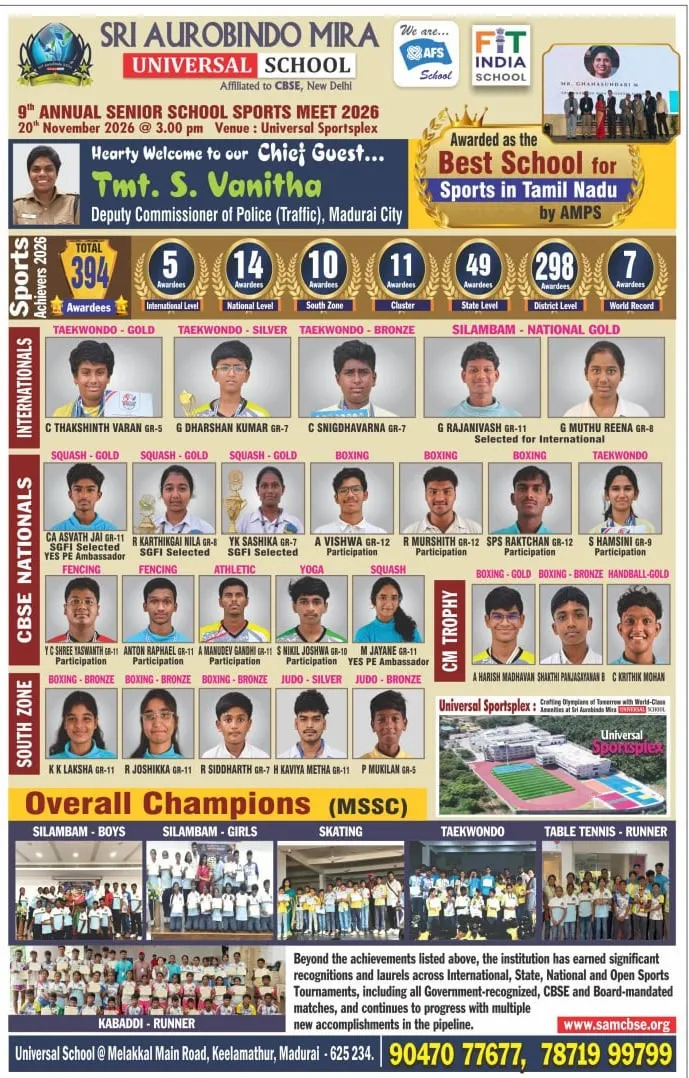 SRI AUROBINDO MIRA
UNIVERSAL SCHOOL
Affiliated to CBSE, New Delhi
We are...
AFS
School
FiT
INDIA
SCHOOL
9th ANNUAL SENIOR SCHOOL SPORTS MEET 2026
20th November 2026 @ 3.00 pm Venue : Universal Sportsplex
Hearty Welcome to our Chief Guest...
Tmt. S. Vanitha
Deputy Commissioner of Police (Traffic), Madurai City
Awarded as the
Best School for
Sports in Tamil Nadu
by AMPS
Sports
Achievers 2026
TOTAL
394
Awardees
5
Awardees
International Level
14
Awardees
National Level
10
Awardees
South Zone
11
Awardees
Cluster
49
Awardees
State Level
298
Awardees
District Level
7
Awardees
World Record
INTERNATIONALS
TAEKWONDO - GOLD
C THAKSHINTH VARAN GR-5
TAEKWONDO - SILVER
G DHARSHAN KUMAR GR-7
TAEKWONDO - BRONZE
C SNIGDHAVARNA GR-7
SILAMBAM - NATIONAL GOLD
G RAJANIVASH GR-11
G MUTHU REENA GR-8
Selected for International
CBSE NATIONALS
SQUASH - GOLD
CA ASVATH JAI GR-11
SGFI Selected
YES PE Ambassador
SQUASH - GOLD
R KARTHIKGAI NILA GR-8
SGFI Selected
SQUASH - GOLD
YK SASHIKA GR-7
SGFI Selected
BOXING
A VISHWA GR-12
Participation
BOXING
R MURSHITH GR-12
Participation
BOXING
SPS RAKTCHAN GR-12
Participation
TAEKWONDO
S HAMSINI GR-9
Participation
FENCING
Y C SHREE YASWANTH GR-11
Participation
FENCING
ANTON RAPHAEL GR-11
Participation
ATHLETIC
A MANUDEV GANDHI GR-11
Participation
YOGA
S NIKIL JOSHWA GR-10
Participation
SQUASH
M JAYANE GR-11
YES PE Ambassador
CM TROPHY
BOXING - GOLD
A HARISH MADHAVAN
BOXING - BRONZE
SHAKTHI PANJASAYANAN B
HANDBALL-GOLD
C KRITHIK MOHAN
SOUTH ZONE
BOXING - BRONZE
K K LAKSHA GR-11
BOXING - BRONZE
R JOSHIKKA GR-11
BOXING - BRONZE
R SIDDHARTH GR-7
JUDO - SILVER
H KAVIYA METHA GR-11
JUDO - BRONZE
P MUKILAN GR-5
Universal Sportsplex : Crafting Olympians of Tomorrow with World-Class
Amenities at Sri Aurobindo Mira UNIVERSAL SCHOOL
Universal
Sportsplex
Overall Champions (MSSC)
SILAMBAM - BOYS
SILAMBAM - GIRLS
SKATING
TAEKWONDO
TABLE TENNIS - RUNNER
KABADDI - RUNNER
Beyond the achievements listed above, the institution has earned significant
recognitions and laurels across International, State, National and Open Sports
Tournaments, including all Government-recognized, CBSE and Board-mandated
matches, and continues to progress with multiple
new accomplishments in the pipeline.
www.samcbse.org
Universal School @ Melakkal Main Road, Keelamathur, Madurai - 625 234.
90470 77677, 78719 99799